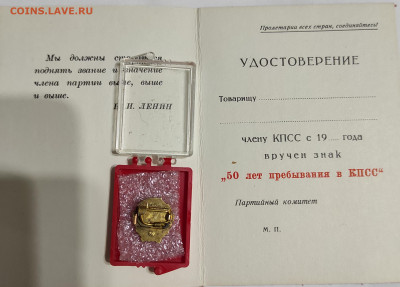 COINS.LAVE.RU
Мы должны ст
поднять звание и значение
члена партии выше, выше
и выше.
И. ЛЕНИН
Пролетарии всех стран, соединяйтесь!
УДОСТОВЕРЕНИЕ
Товарищу
члену КПСС с 19 года
вручен знак
„50 лет пребывания в КПСС“
Партийный комитет
М. П.